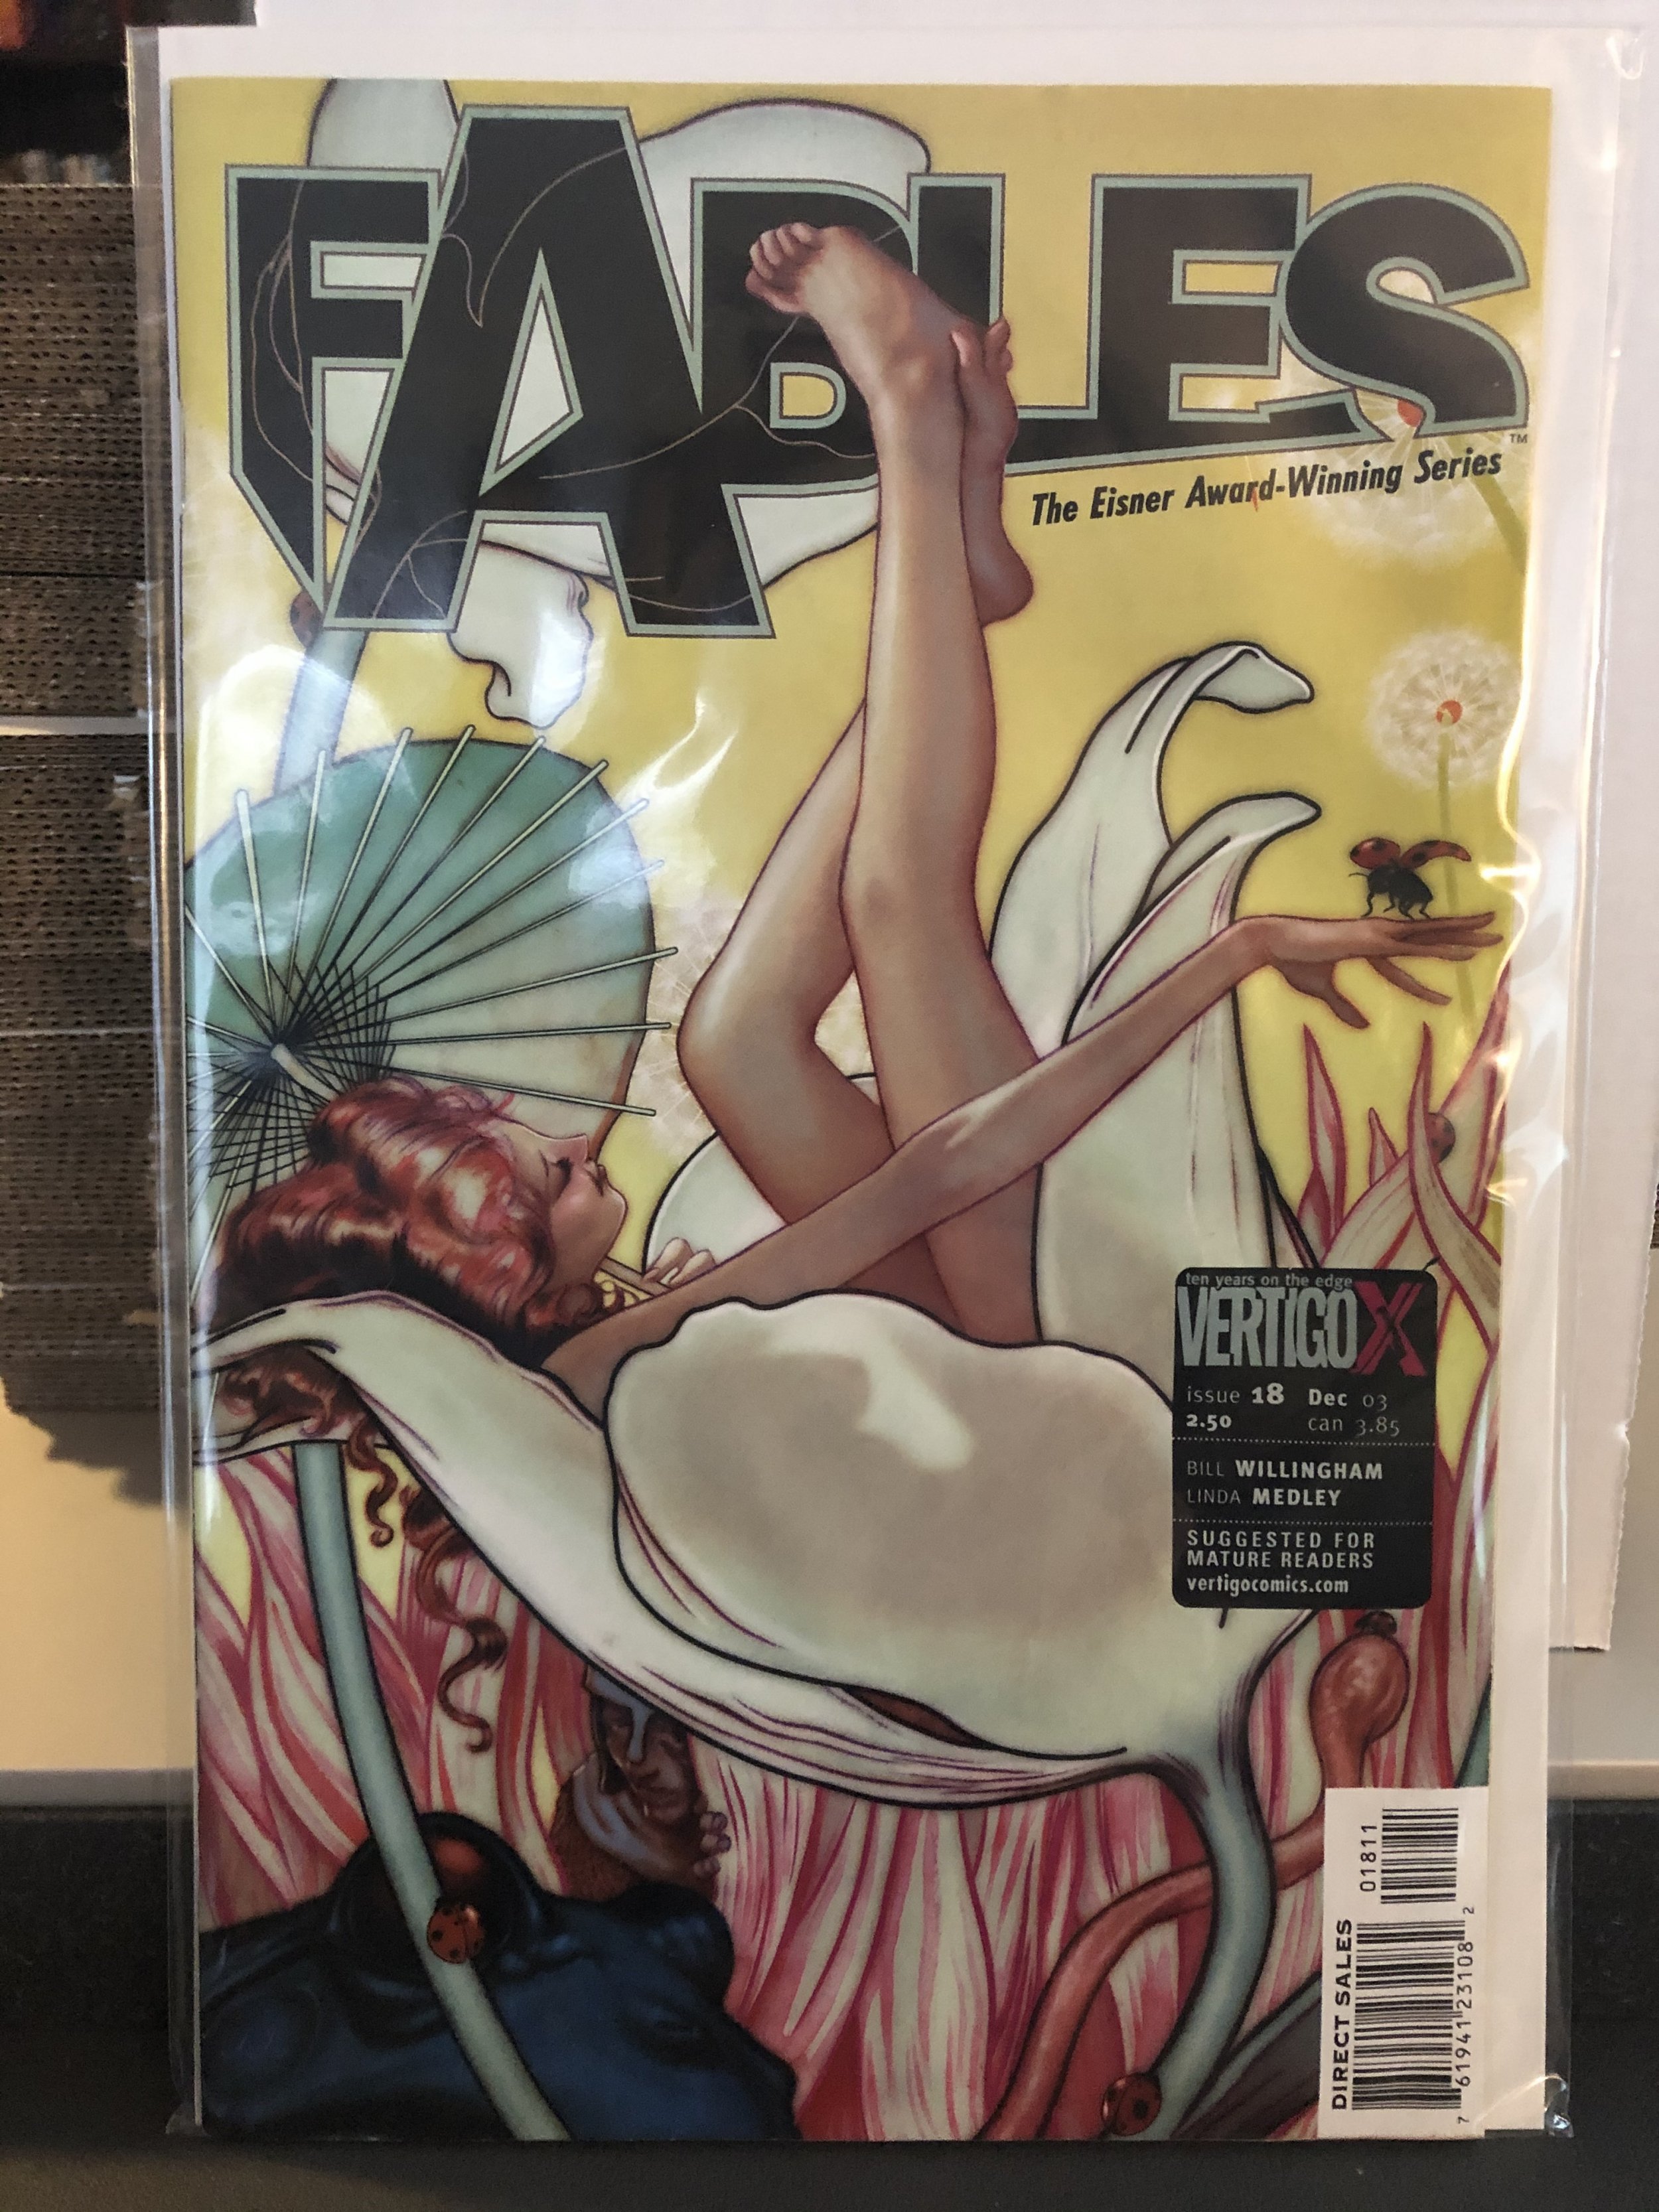 FABLES
TM
The Eisner Award-Winning Series
ten years on the edge
VERTIGO X
issue 18 Dec 03
2.50 can 3.85
BILL WILLINGHAM
LINDA MEDLEY
SUGGESTED FOR
MATURE READERS
vertigocomics.com
DIRECT SALES
01811
7 61941 23108 2